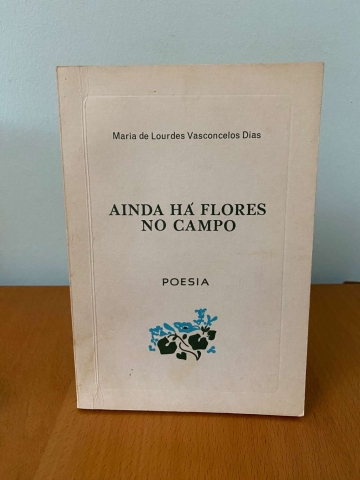 Maria de Lourdes Vasconcelos Dias
AINDA HÁ FLORES
NO CAMPO
POESIA